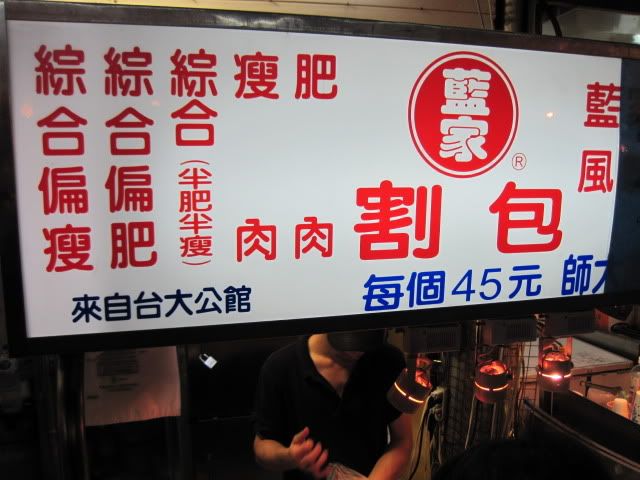 肥肉
瘦肉
綜合(半肥半瘦)
綜合偏肥
綜合偏瘦
藍家
®
割包
每個45元
來自台大公館
藍風
師大